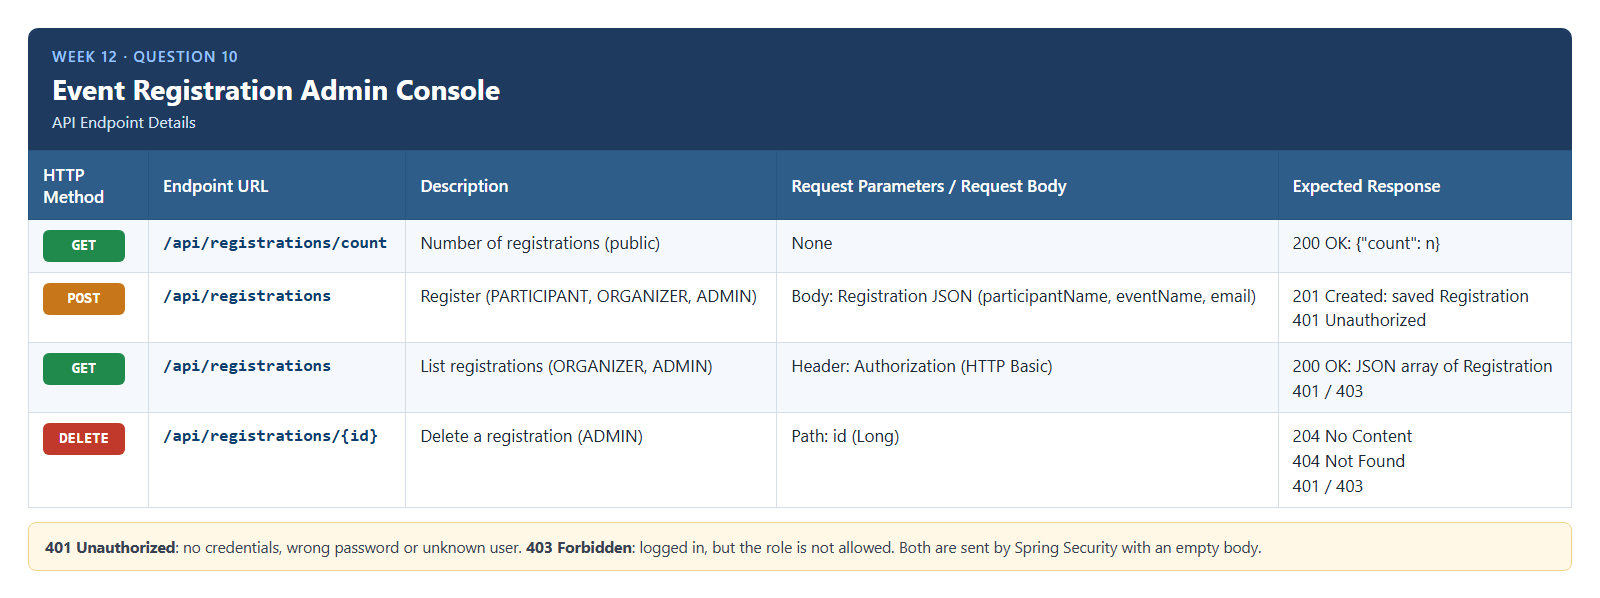 WEEK 12 · QUESTION 10
Event Registration Admin Console
API Endpoint Details
HTTP Method
Endpoint URL
Description
Request Parameters / Request Body
Expected Response
GET
/api/registrations/count
Number of registrations (public)
None
200 OK: {"count": n}
POST
/api/registrations
Register (PARTICIPANT, ORGANIZER, ADMIN)
Body: Registration JSON (participantName, eventName, email)
201 Created: saved Registration
401 Unauthorized
GET
/api/registrations
List registrations (ORGANIZER, ADMIN)
Header: Authorization (HTTP Basic)
200 OK: JSON array of Registration
401 / 403
DELETE
/api/registrations/{id}
Delete a registration (ADMIN)
Path: id (Long)
204 No Content
404 Not Found
401 / 403
401 Unauthorized: no credentials, wrong password or unknown user. 403 Forbidden: logged in, but the role is not allowed. Both are sent by Spring Security with an empty body.